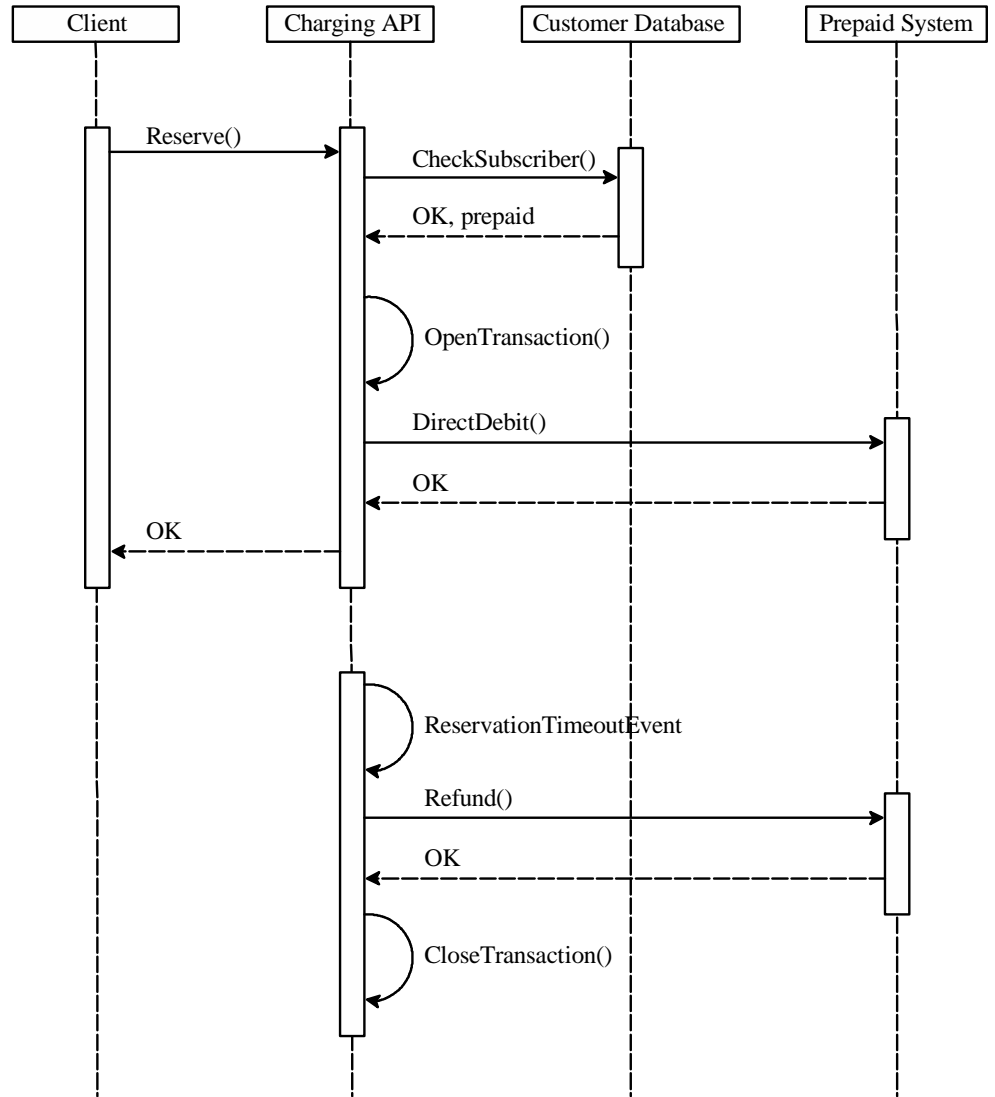 Client
Charging API
Customer Database
Prepaid System
Reserve()
CheckSubscriber()
OK, prepaid
OpenTransaction()
DirectDebit()
OK
OK
ReservationTimeoutEvent
Refund()
OK
CloseTransaction()